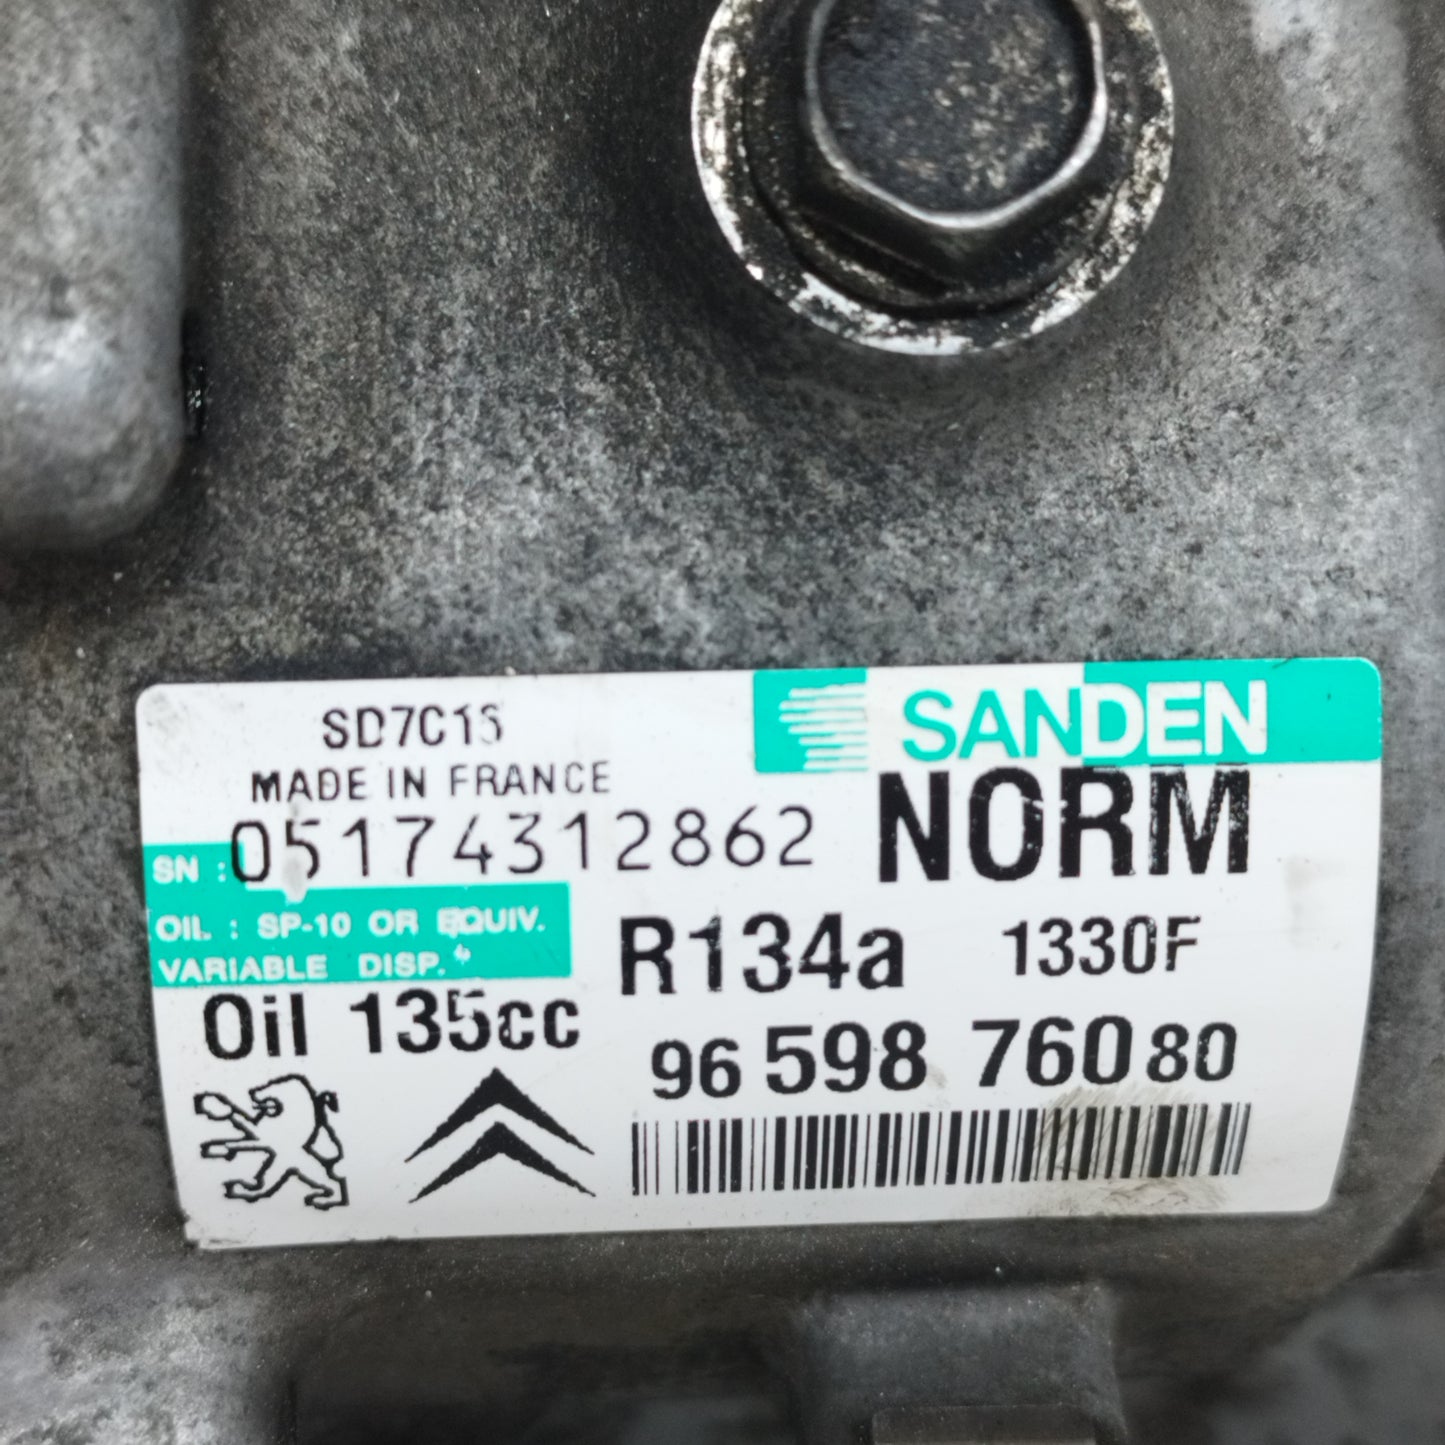 SD7C16
SANDEN
MADE IN FRANCE
SN : 05174312862
NORM
OIL : SP-10 OR EQUIV.
VARIABLE DISP.
R134a 1330F
Oil 135cc
96 598 760 80